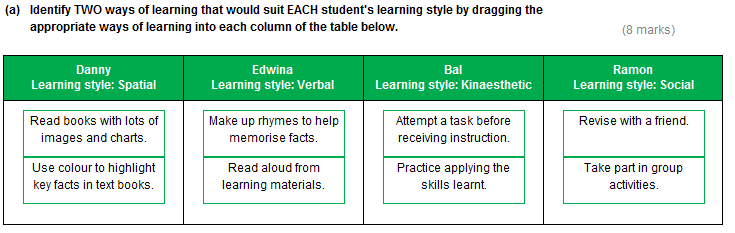 (a) Identify TWO ways of learning that would suit EACH student's learning style by dragging the
appropriate ways of learning into each column of the table below.
(8 marks)
Danny
Learning style: Spatial
Edwina
Learning style: Verbal
Bal
Learning style: Kinaesthetic
Ramon
Learning style: Social
Read books with lots of
images and charts.
Make up rhymes to help
memorise facts.
Attempt a task before
receiving instruction.
Revise with a friend.
Use colour to highlight
key facts in text books.
Read aloud from
learning materials.
Practice applying the
skills learnt.
Take part in group
activities.